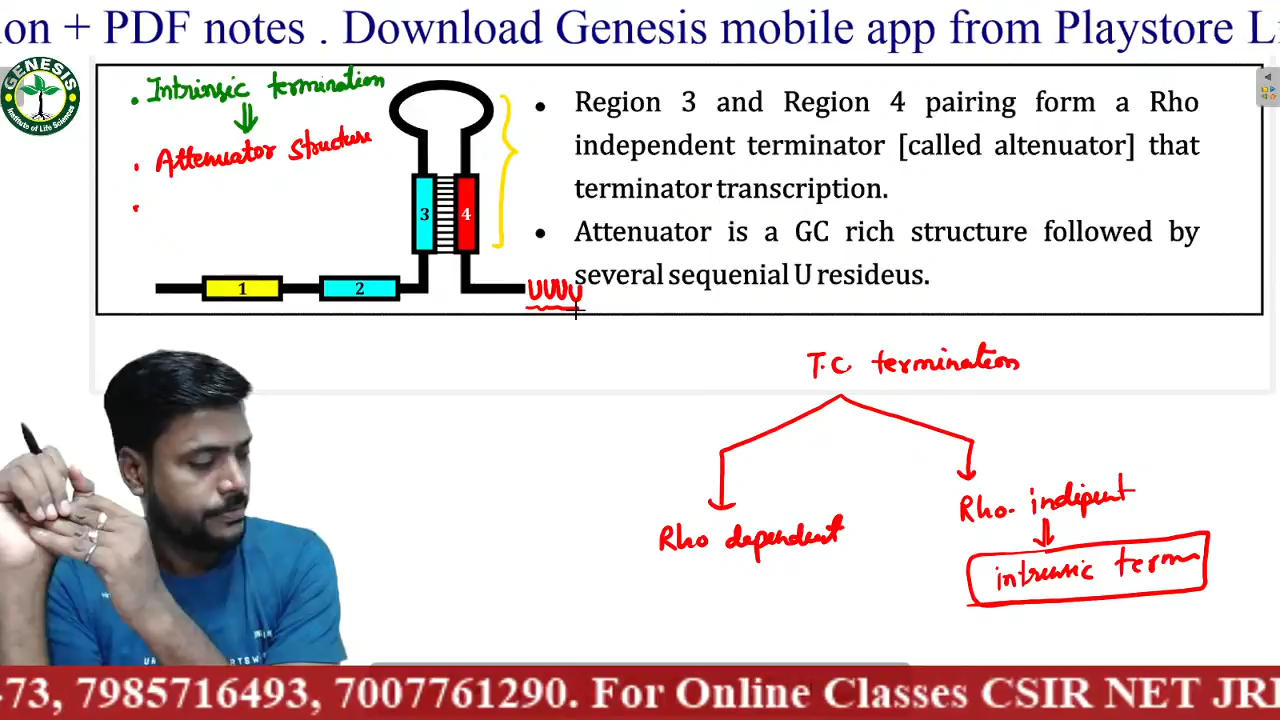 on + PDF notes . Download Genesis mobile app from Playstore Li
GENESIS
Institute of Life Sciences
• Intrinsic termination
• Attenuator structure
3
4
1
2
UUUU
• Region 3 and Region 4 pairing form a Rho
independent terminator [called altenuator] that
terminator transcription.
• Attenuator is a GC rich structure followed by
several sequenial U resideus.
T.C termination
Rho dependent
Rho. indipent
intrinsic term
-73, 7985716493, 7007761290. For Online Classes CSIR NET JRI